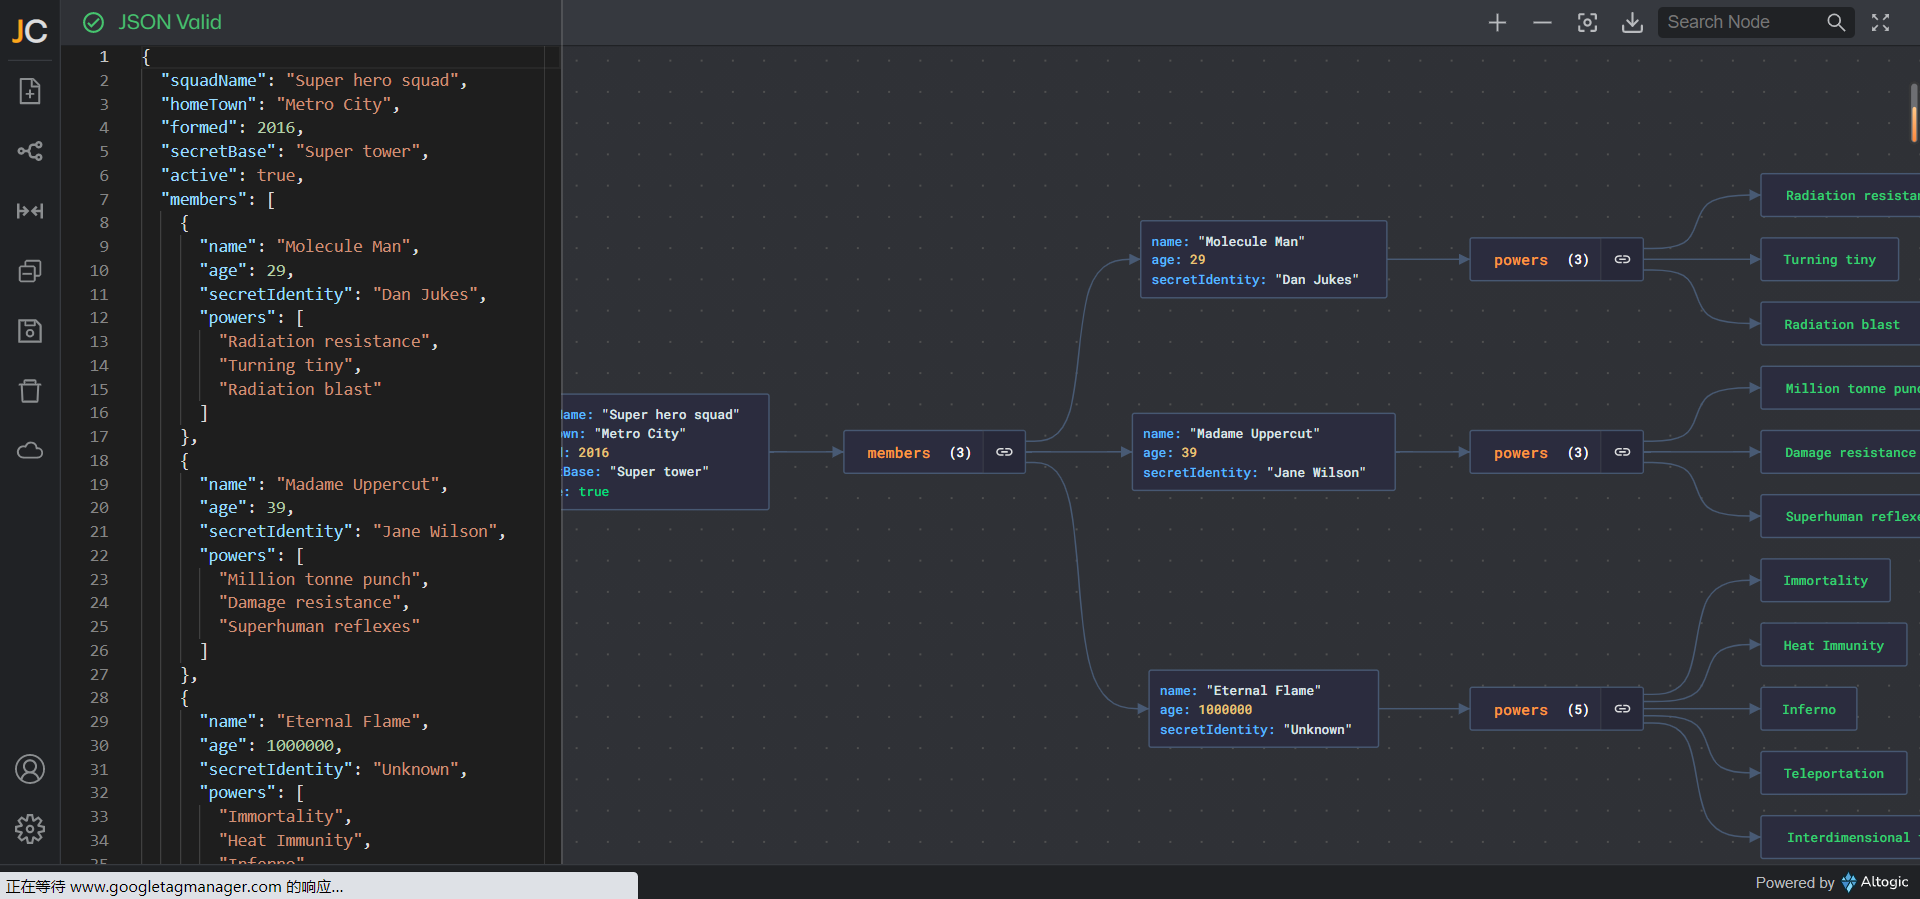 JC
JSON Valid
Search Node
1 {
2 "squadName": "Super hero squad",
3 "homeTown": "Metro City",
4 "formed": 2016,
5 "secretBase": "Super tower",
6 "active": true,
7 "members": [
8 {
9 "name": "Molecule Man",
10 "age": 29,
11 "secretIdentity": "Dan Jukes",
12 "powers": [
13 "Radiation resistance",
14 "Turning tiny",
15 "Radiation blast"
16 ]
17 },
18 {
19 "name": "Madame Uppercut",
20 "age": 39,
21 "secretIdentity": "Jane Wilson",
22 "powers": [
23 "Million tonne punch",
24 "Damage resistance",
25 "Superhuman reflexes"
26 ]
27 },
28 {
29 "name": "Eternal Flame",
30 "age": 1000000,
31 "secretIdentity": "Unknown",
32 "powers": [
33 "Immortality",
34 "Heat Immunity",
35 "Inferno"
ame: "Super hero squad"
wn: "Metro City"
: 2016
Base: "Super tower"
: true
members (3)
name: "Molecule Man"
age: 29
secretIdentity: "Dan Jukes"
powers (3)
Radiation resistan
Turning tiny
Radiation blast
name: "Madame Uppercut"
age: 39
secretIdentity: "Jane Wilson"
powers (3)
Million tonne punc
Damage resistance
Superhuman reflexe
name: "Eternal Flame"
age: 1000000
secretIdentity: "Unknown"
powers (5)
Immortality
Heat Immunity
Inferno
Teleportation
Interdimensional
正在等待 www.googletagmanager.com 的响应...
Powered by Altogic